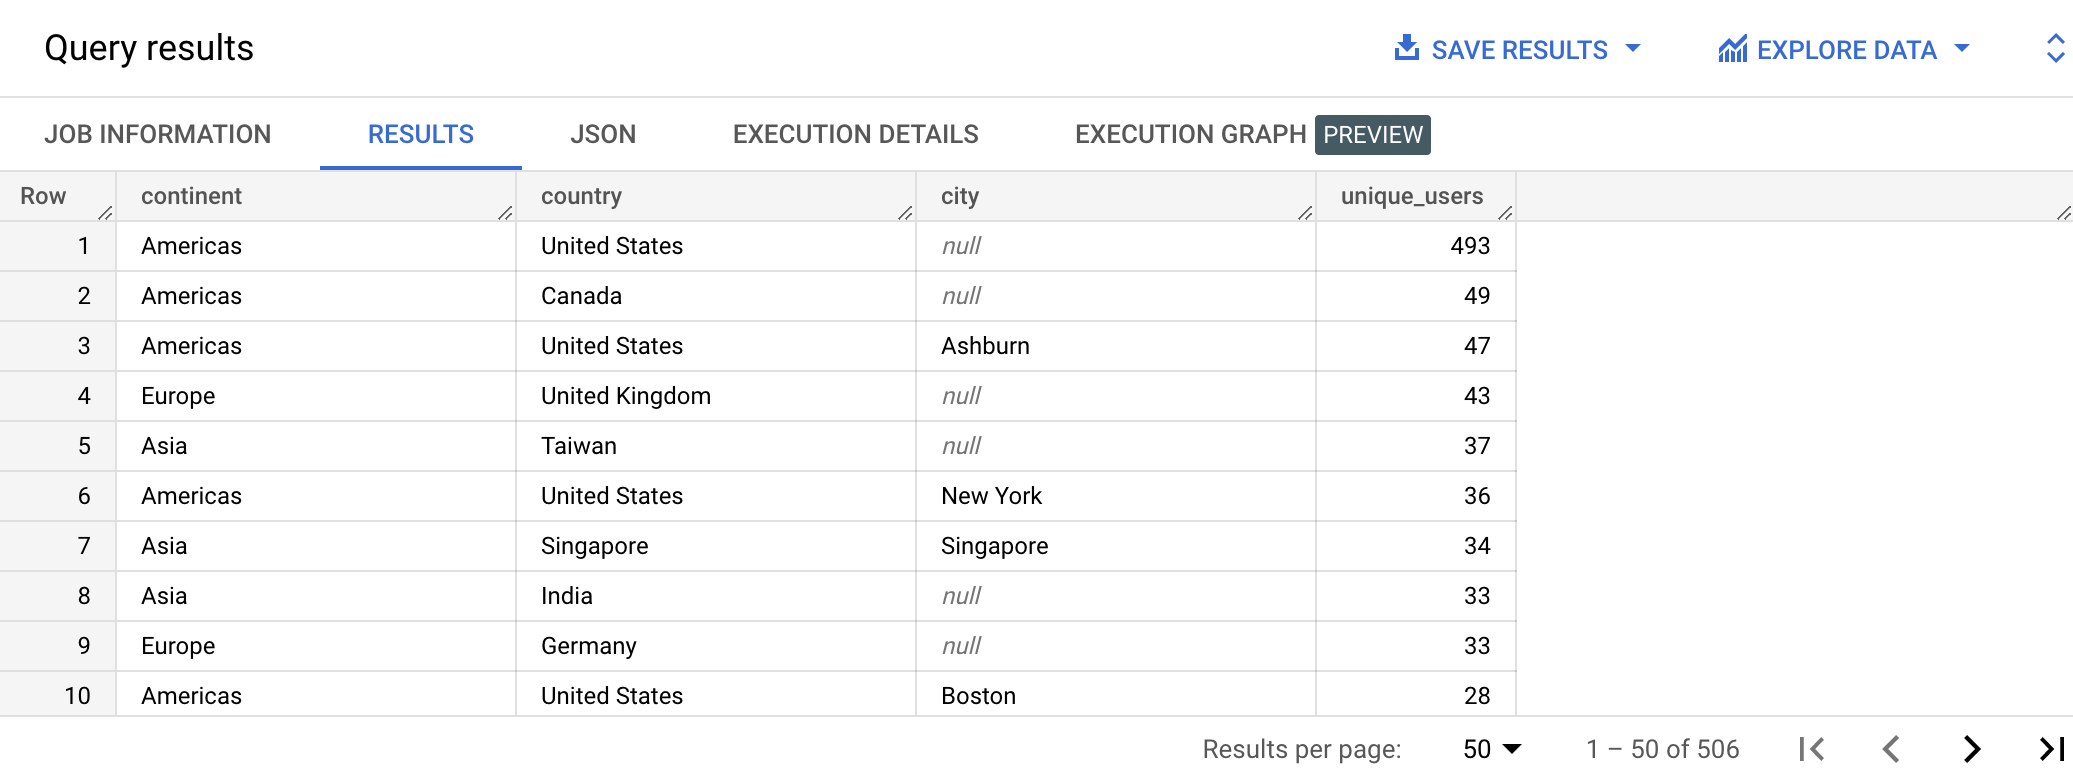 Query results SAVE RESULTS EXPLORE DATA
JOB INFORMATION RESULTS JSON EXECUTION DETAILS EXECUTION GRAPH PREVIEW
Row continent country city unique_users
1 Americas United States null 493
2 Americas Canada null 49
3 Americas United States Ashburn 47
4 Europe United Kingdom null 43
5 Asia Taiwan null 37
6 Americas United States New York 36
7 Asia Singapore Singapore 34
8 Asia India null 33
9 Europe Germany null 33
10 Americas United States Boston 28
Results per page: 50 1 – 50 of 506